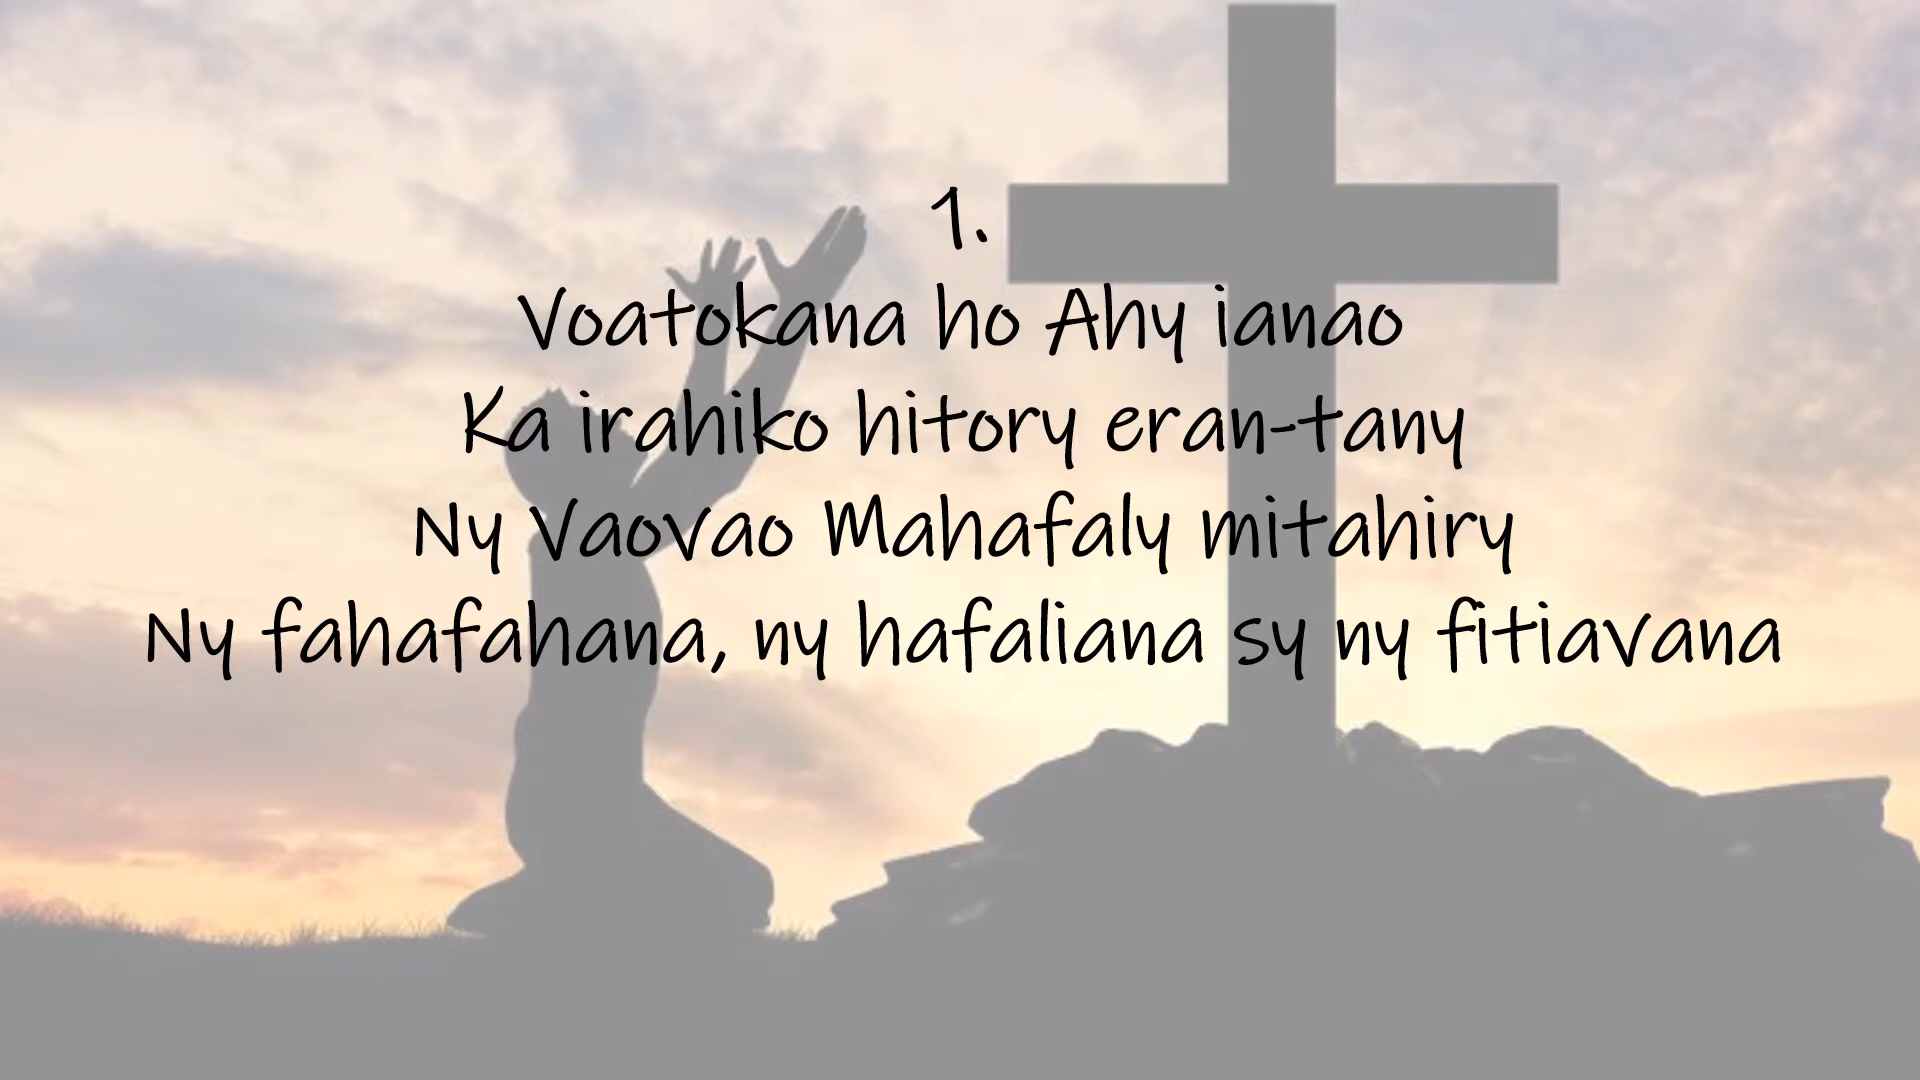 1.
Voatokana ho Ahy ianao
Ka irahiko hitory eran-tany
Ny Vaovao Mahafaly mitahiry
Ny fahafahana, ny hafaliana sy ny fitiavana